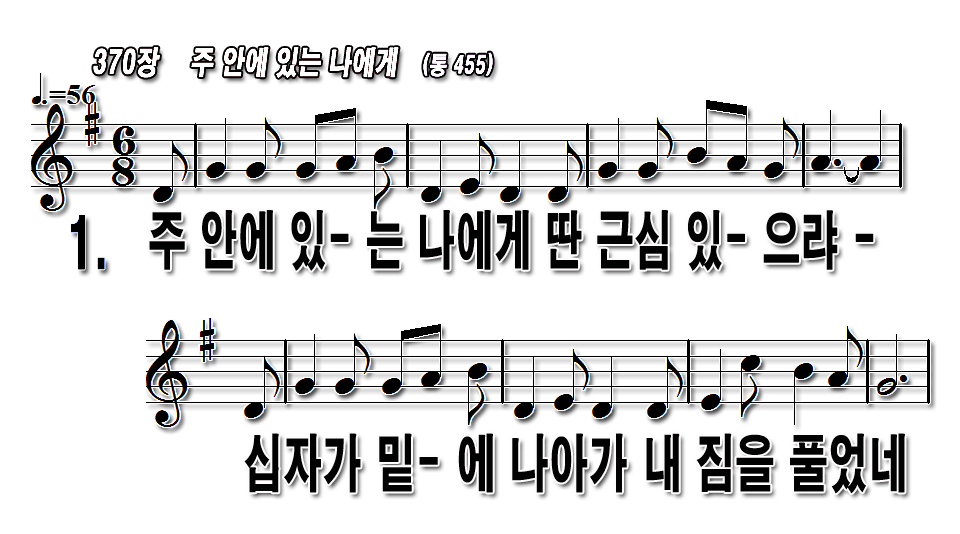 370장 주 안에 있는 나에게 (통 455)
♩.=56
6
8
1. 주 안에 있- 는 나에게 딴 근심 있- 으랴 -
십자가 밑- 에 나아가 내 짐을 풀었네